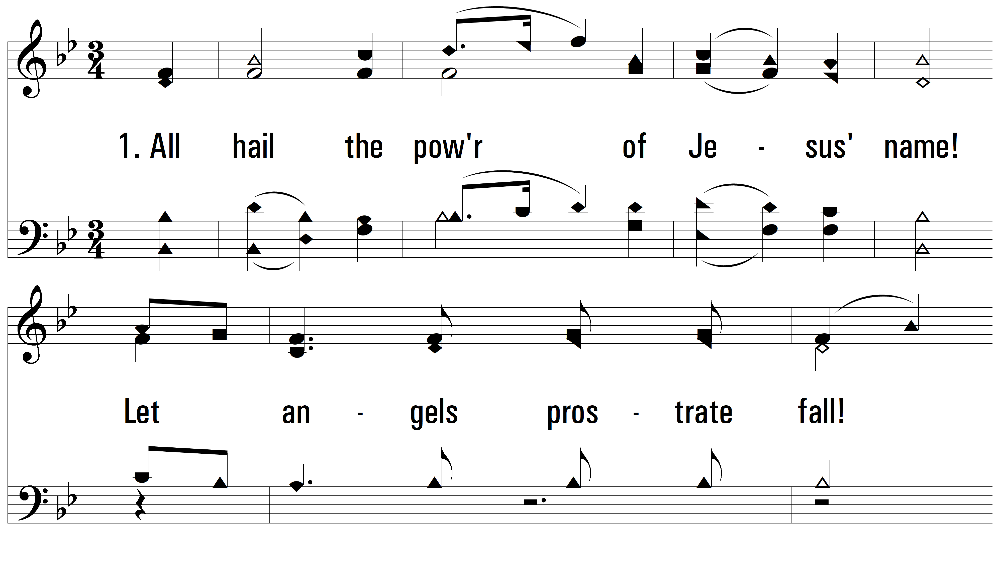 1. All hail the pow'r of Je - sus' name!
Let an - gels pros - trate fall!